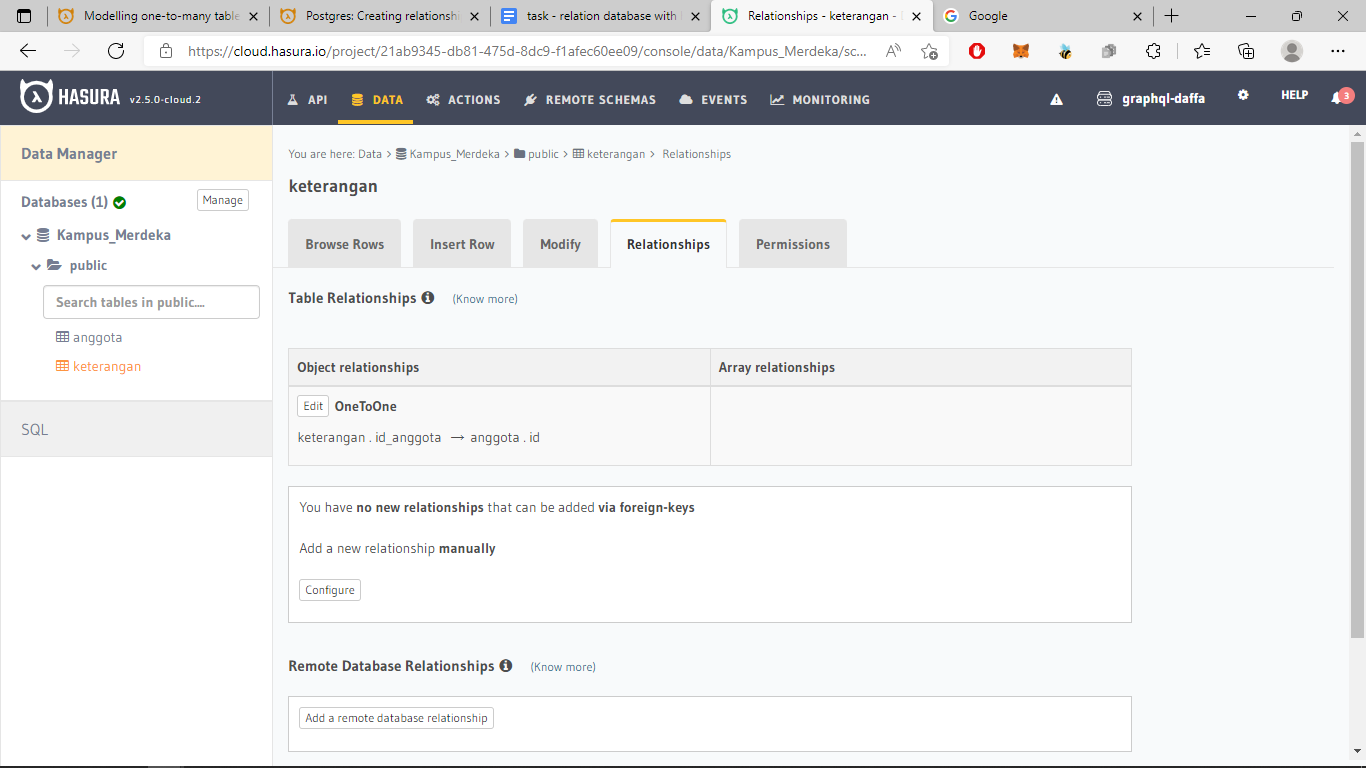 Modelling one-to-many table
Postgres: Creating relationshi
task - relation database with
Relationships - keterangan -
Google
https://cloud.hasura.io/project/21ab9345-db81-475d-8dc9-f1afec60ee09/console/data/Kampus_Merdeka/sc...
HASURA v2.5.0-cloud.2
API
DATA
ACTIONS
REMOTE SCHEMAS
EVENTS
MONITORING
graphql-daffa
HELP
3
Data Manager
Databases (1)
Manage
Kampus_Merdeka
public
Search tables in public....
anggota
keterangan
SQL
You are here: Data > Kampus_Merdeka > public > keterangan > Relationships
keterangan
Browse Rows
Insert Row
Modify
Relationships
Permissions
Table Relationships (Know more)
Object relationships
Array relationships
Edit OneToOne
keterangan . id_anggota → anggota . id
You have no new relationships that can be added via foreign-keys
Add a new relationship manually
Configure
Remote Database Relationships (Know more)
Add a remote database relationship